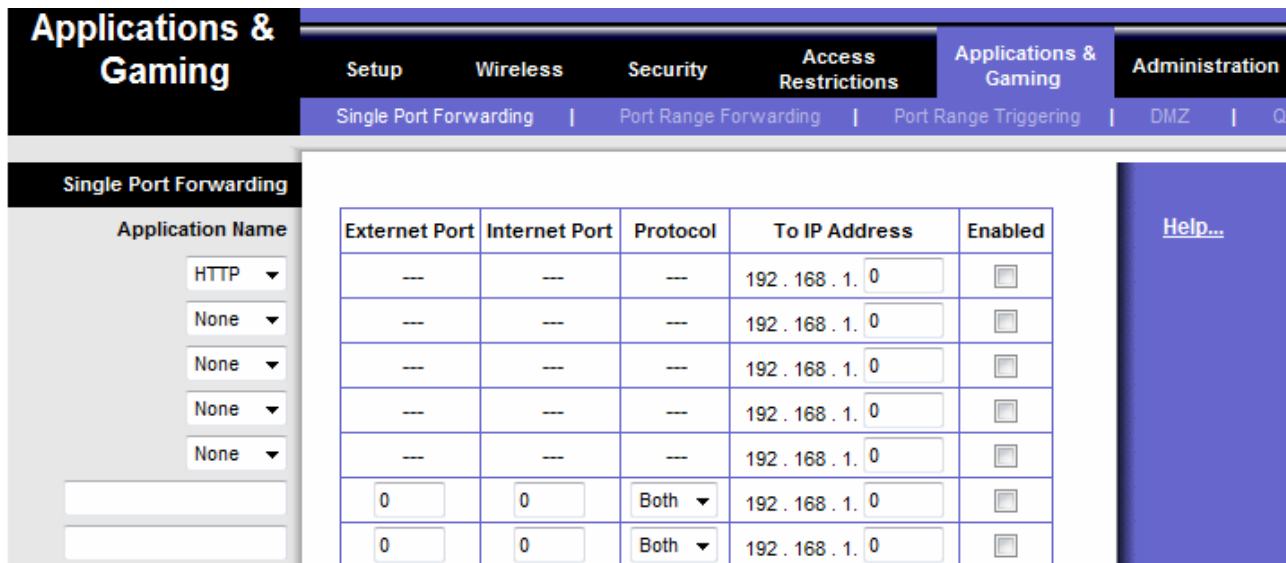 Applications &
Gaming
Setup Wireless Security Access Restrictions Applications & Gaming Administration
Single Port Forwarding | Port Range Forwarding | Port Range Triggering | DMZ | Q
Single Port Forwarding
Application Name External Port Internet Port Protocol To IP Address Enabled Help...
HTTP --- --- --- 192 . 168 . 1. 0
None --- --- --- 192 . 168 . 1. 0
None --- --- --- 192 . 168 . 1. 0
None --- --- --- 192 . 168 . 1. 0
None --- --- --- 192 . 168 . 1. 0
0 0 Both 192 . 168 . 1. 0
0 0 Both 192 . 168 . 1. 0